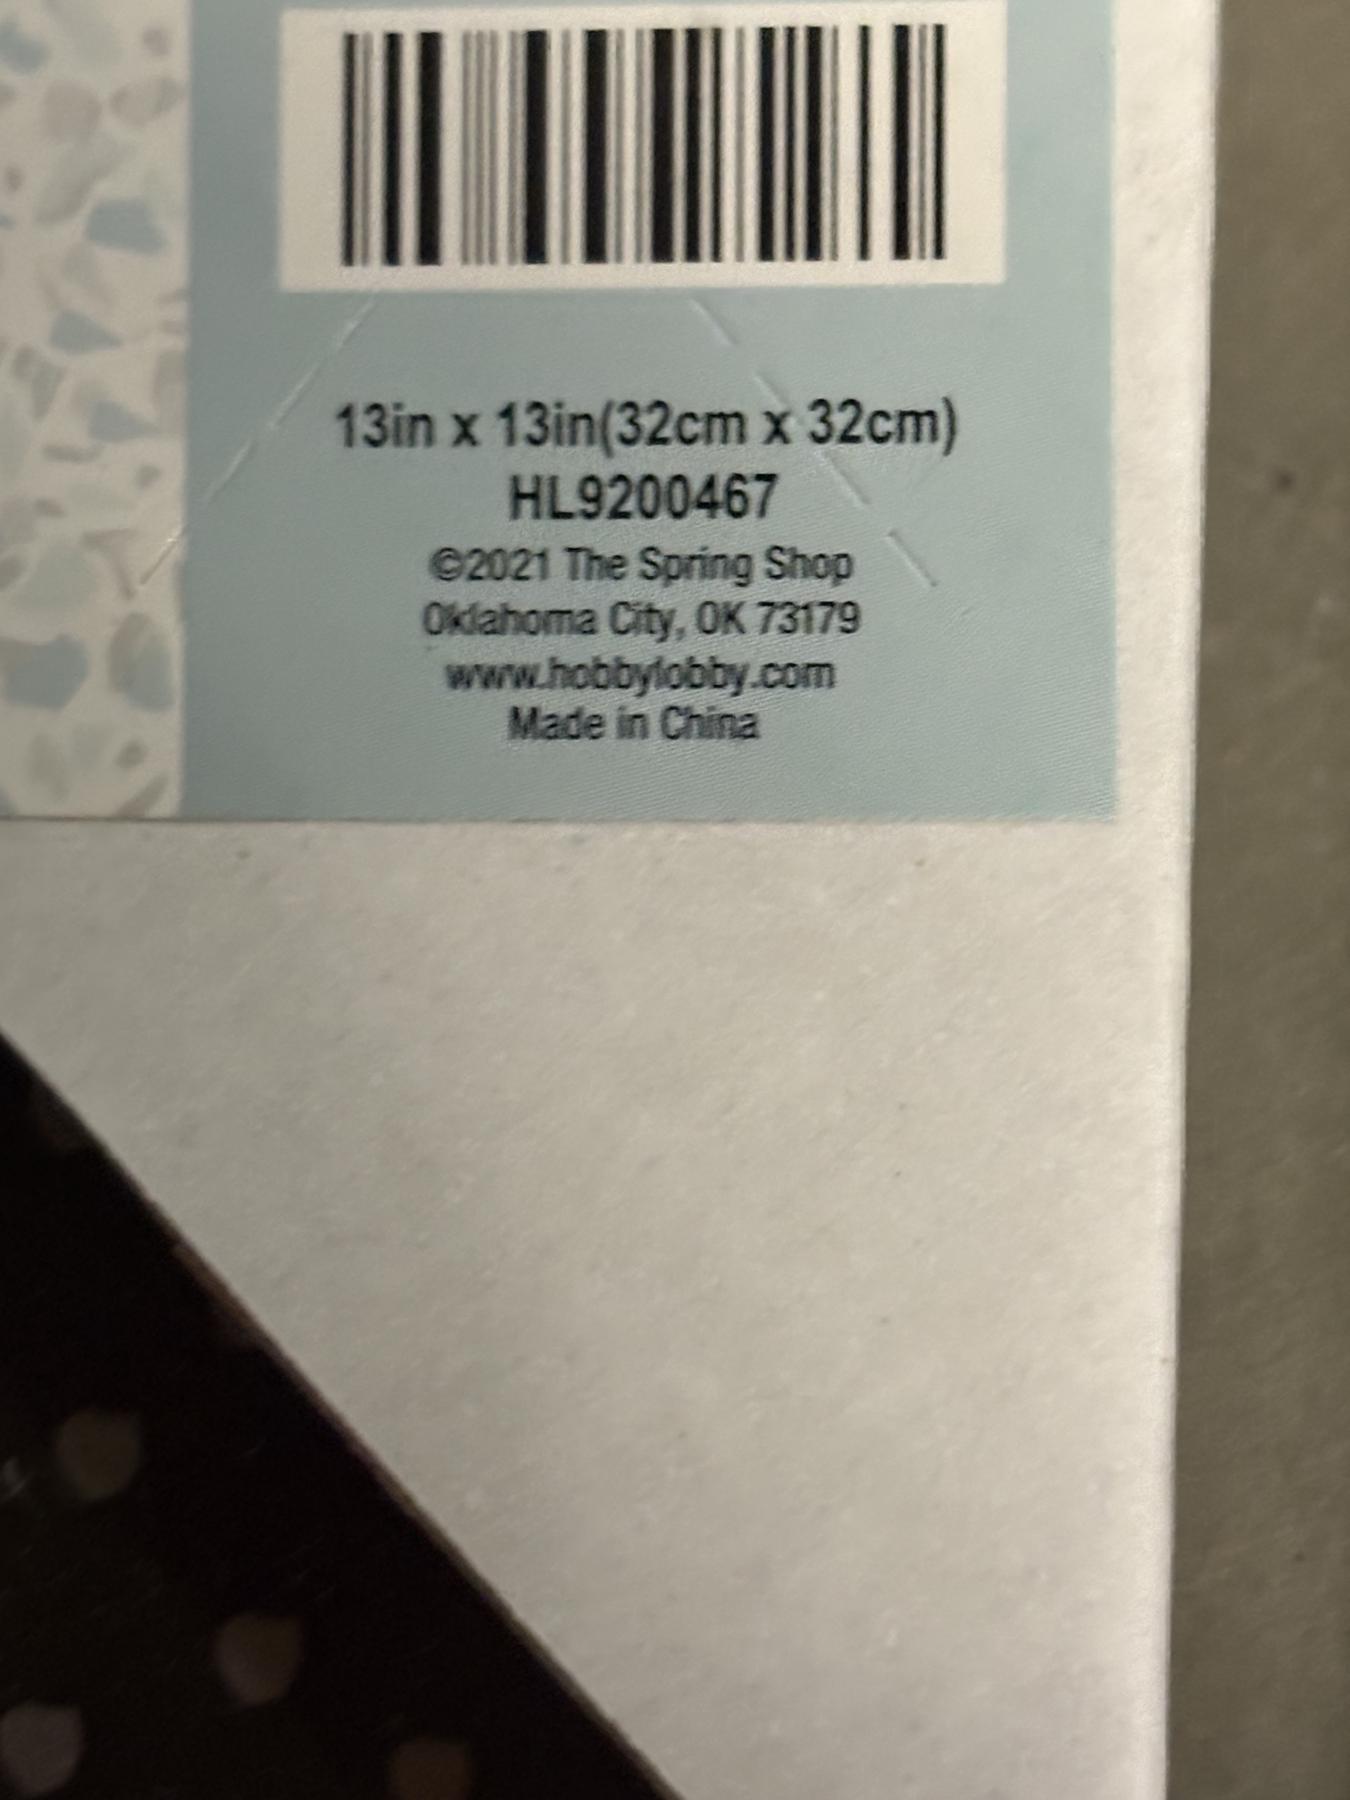 13in x 13in(32cm x 32cm)
HL9200467
©2021 The Spring Shop
Oklahoma City, OK 73179
www.hobbylobby.com
Made in China